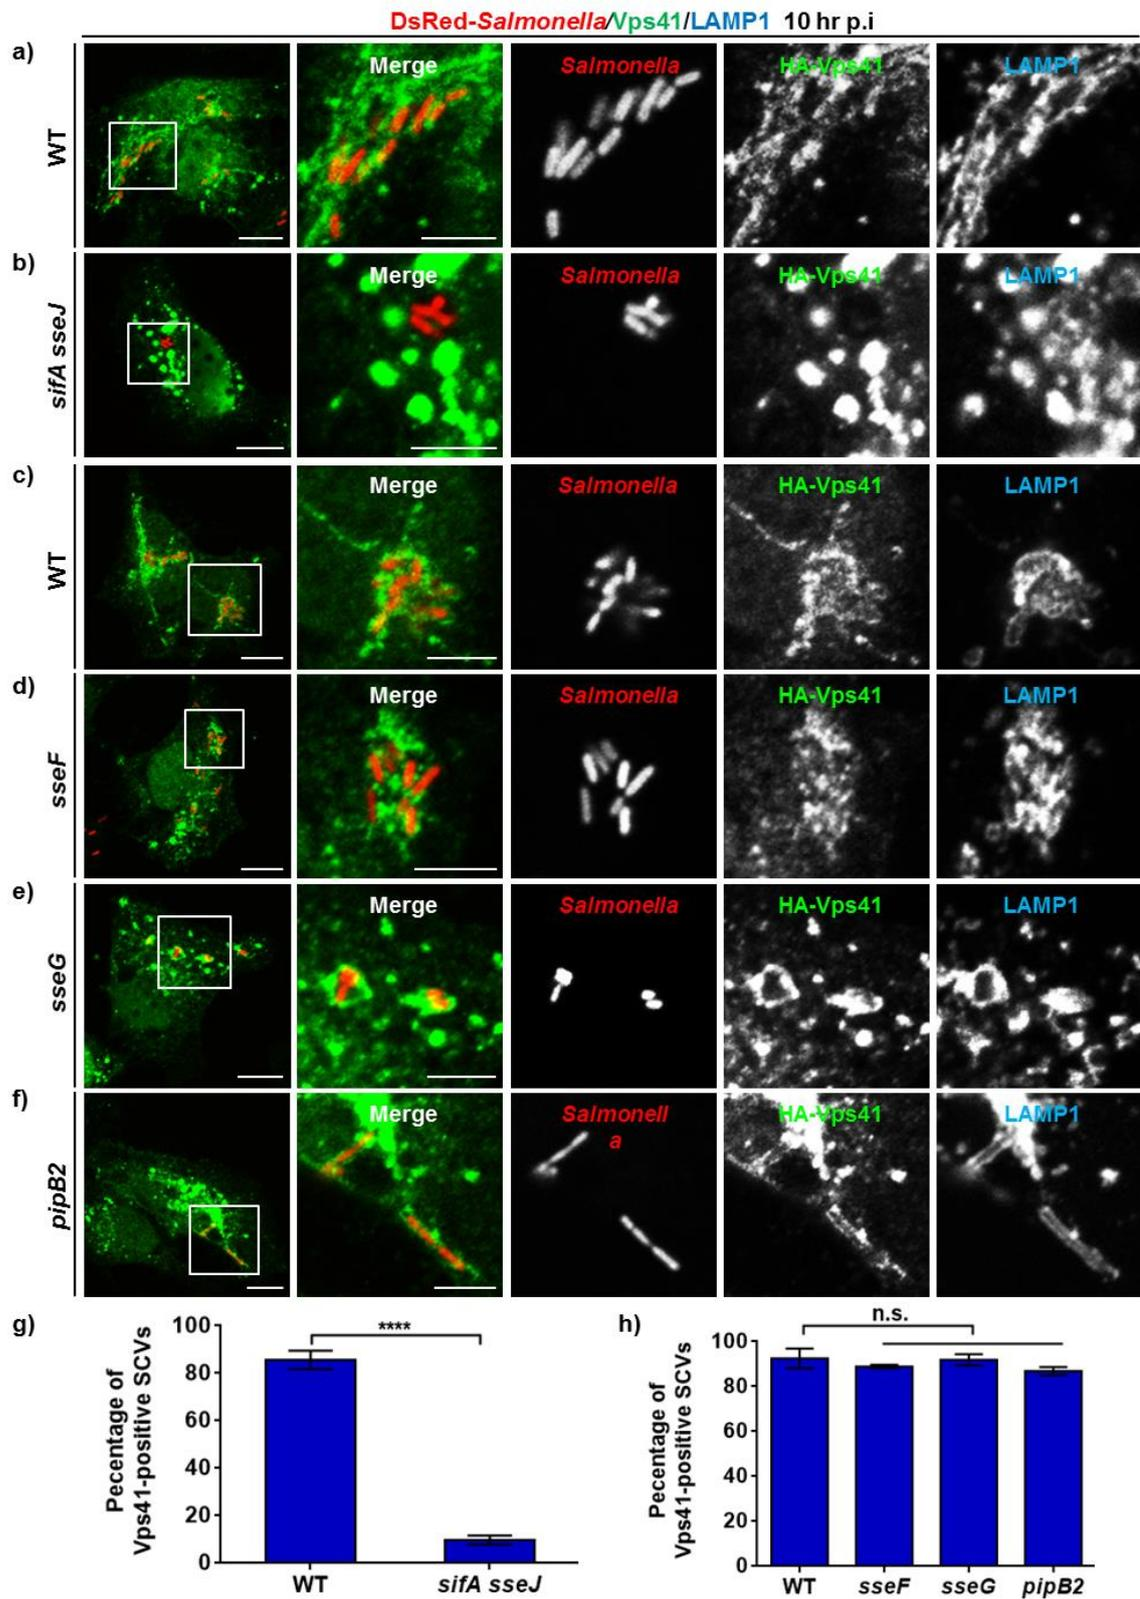 DsRed-Salmonella/Vps41/LAMP1 10 hr p.i
a)
WT
Merge
Salmonella
HA-Vps41
LAMP1
b)
sifA sseJ
Merge
Salmonella
HA-Vps41
LAMP1
c)
WT
Merge
Salmonella
HA-Vps41
LAMP1
d)
sseF
Merge
Salmonella
HA-Vps41
LAMP1
e)
sseG
Merge
Salmonella
HA-Vps41
LAMP1
f)
pipB2
Merge
Salmonell
a
HA-Vps41
LAMP1
g)
Pecentage of
Vps41-positive SCVs
100
80
60
40
20
0
****
WT
sifA sseJ
h)
Pecentage of
Vps41-positive SCVs
100
80
60
40
20
0
n.s.
WT
sseF
sseG
pipB2